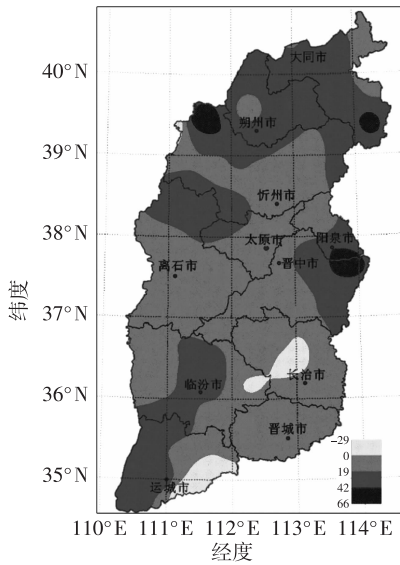 40°N
39°N
38°N
37°N
36°N
35°N
纬度
大同市
朔州市
忻州市
太原市
阳泉市
晋中市
离石市
临汾市
长治市
晋城市
运城市
-29
0
19
42
66
110°E
111°E
112°E
113°E
114°E
经度